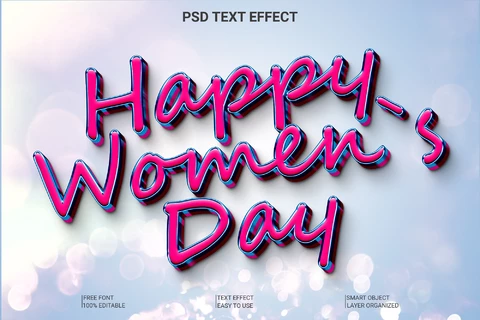 PSD TEXT EFFECT
Happy
Women's
Day
FREE FONT
100% EDITABLE
TEXT EFFECT
EASY TO USE
SMART OBJECT
LAYER ORGANIZED